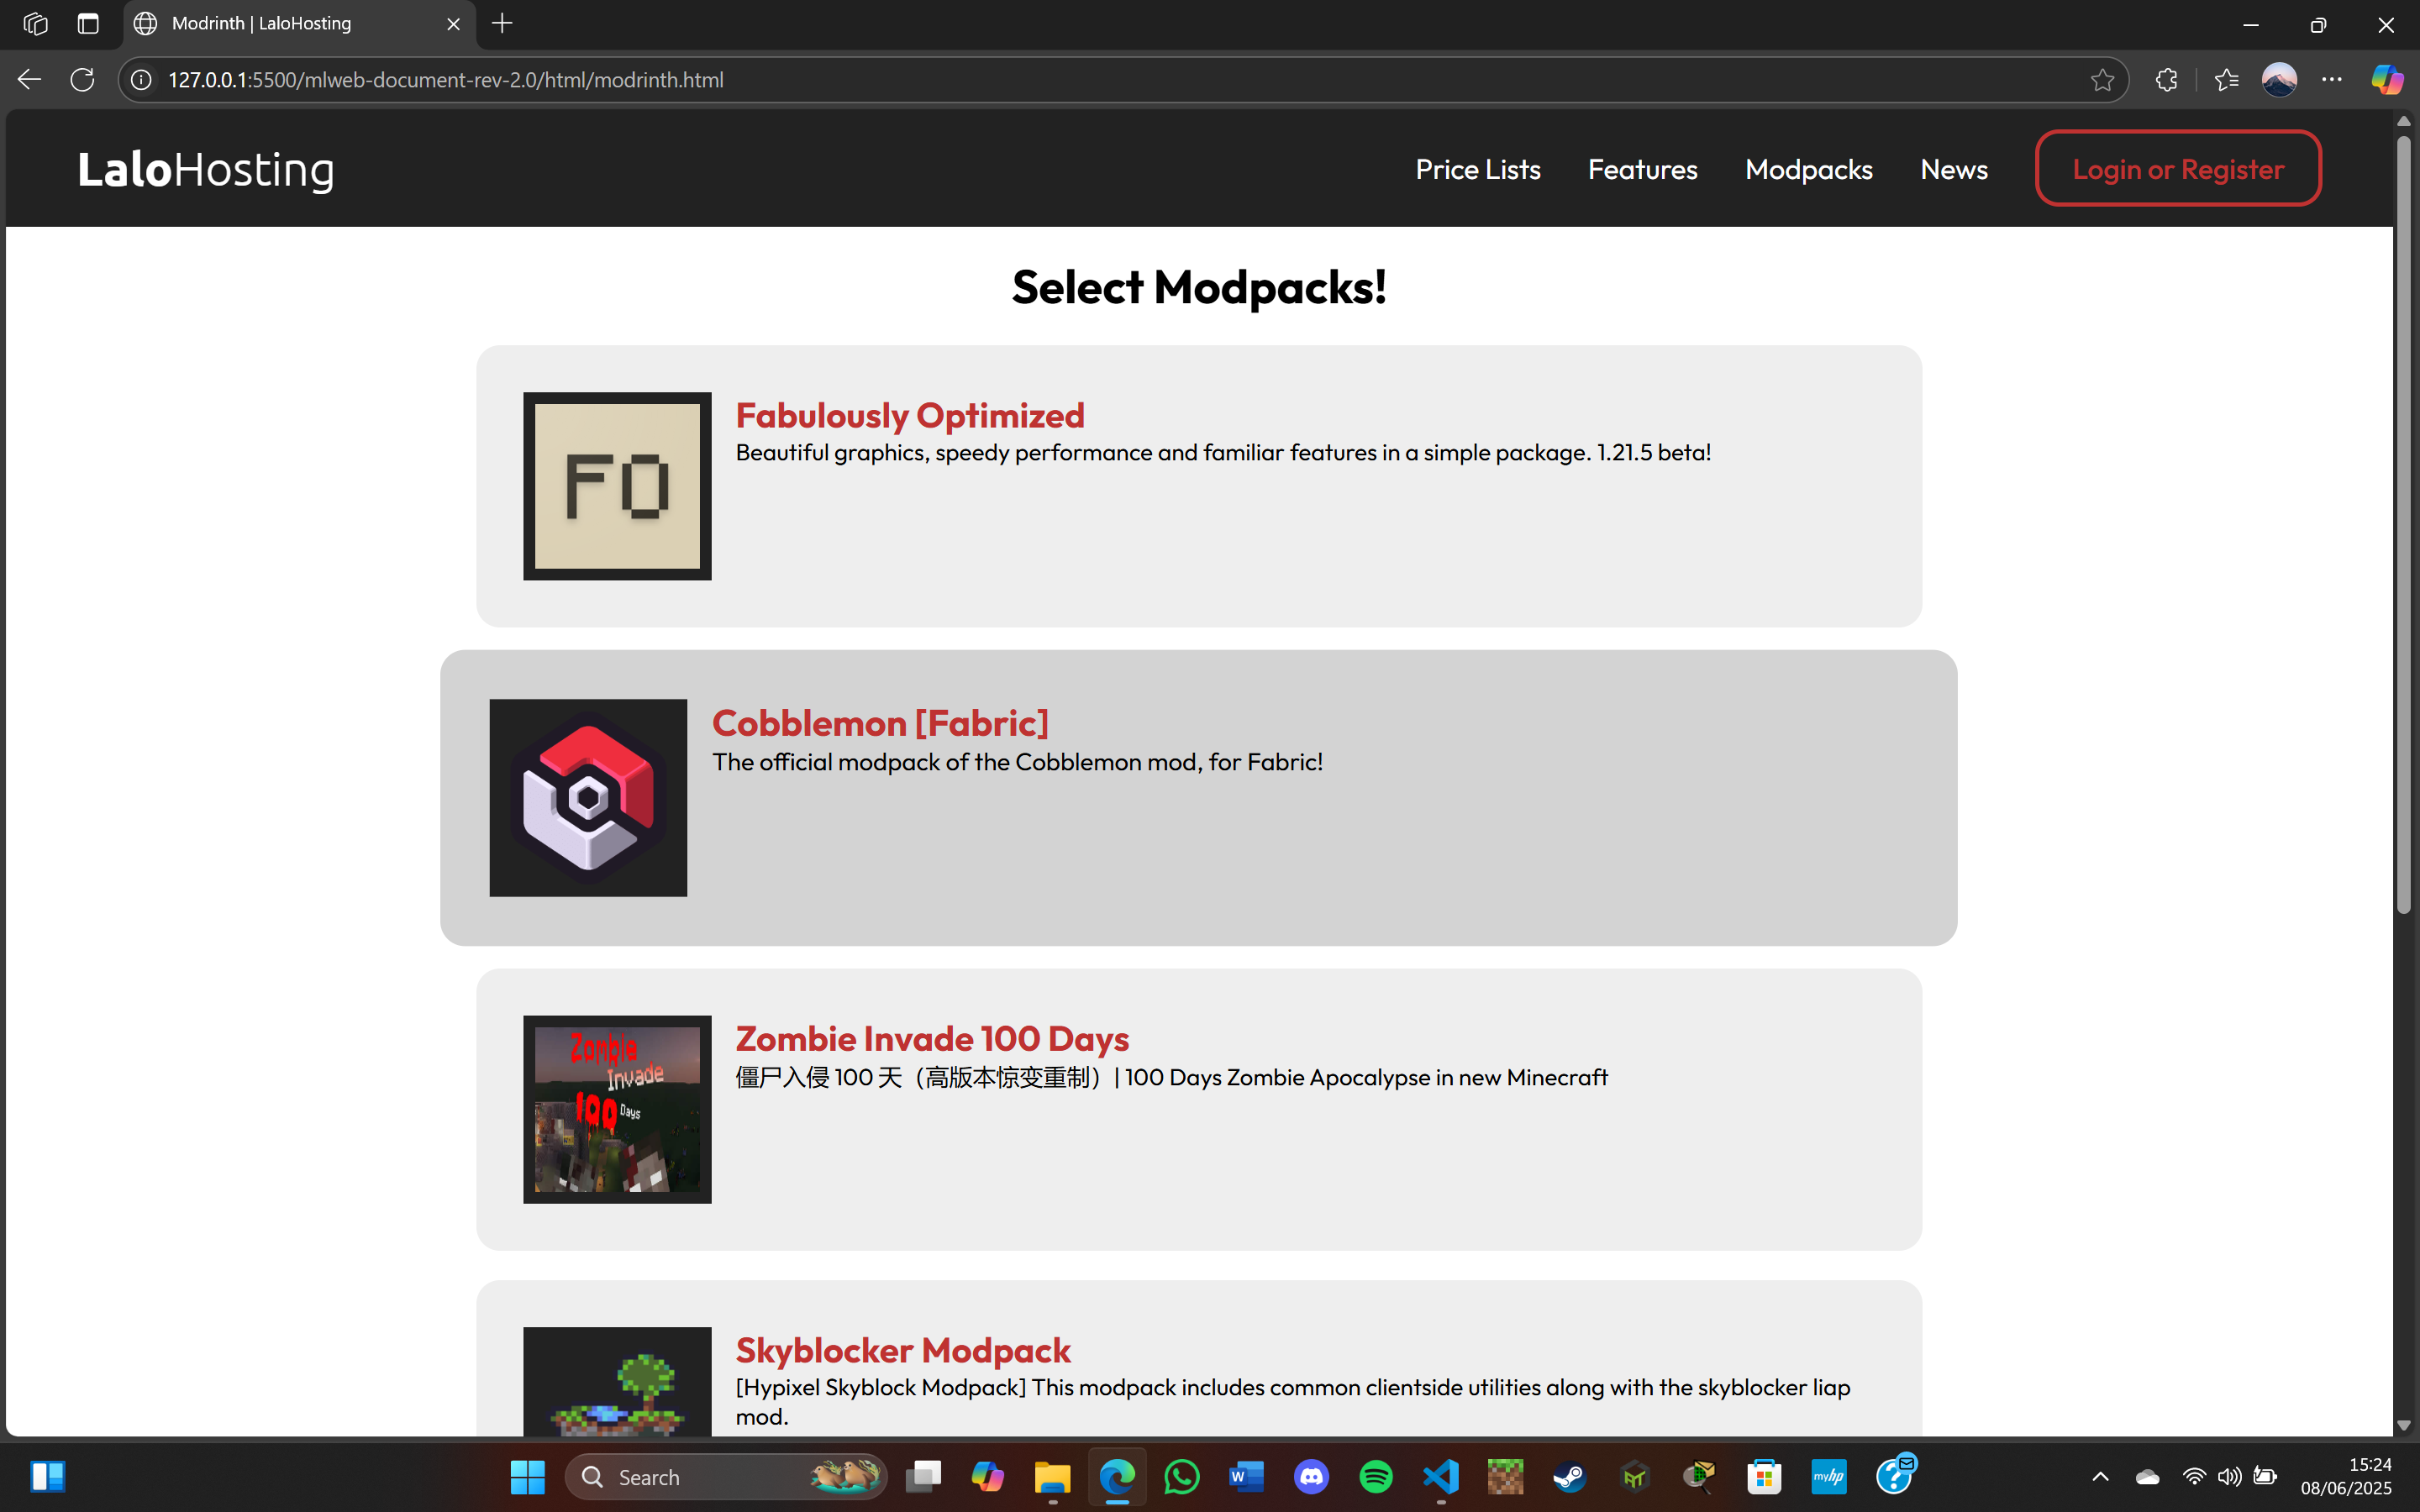 Modrinth | LaloHosting
127.0.0.1:5500/mlweb-document-rev-2.0/html/modrinth.html
LaloHosting
Price Lists
Features
Modpacks
News
Login or Register
Select Modpacks!
FO
Fabulously Optimized
Beautiful graphics, speedy performance and familiar features in a simple package. 1.21.5 beta!
Cobblemon [Fabric]
The official modpack of the Cobblemon mod, for Fabric!
Zombie
Invade
100 Days
Zombie Invade 100 Days
僵尸入侵 100 天（高版本惊变重制）| 100 Days Zombie Apocalypse in new Minecraft
Skyblocker Modpack
[Hypixel Skyblock Modpack] This modpack includes common clientside utilities along with the skyblocker liap
mod.
Search
W
myhp
15:24
08/06/2025